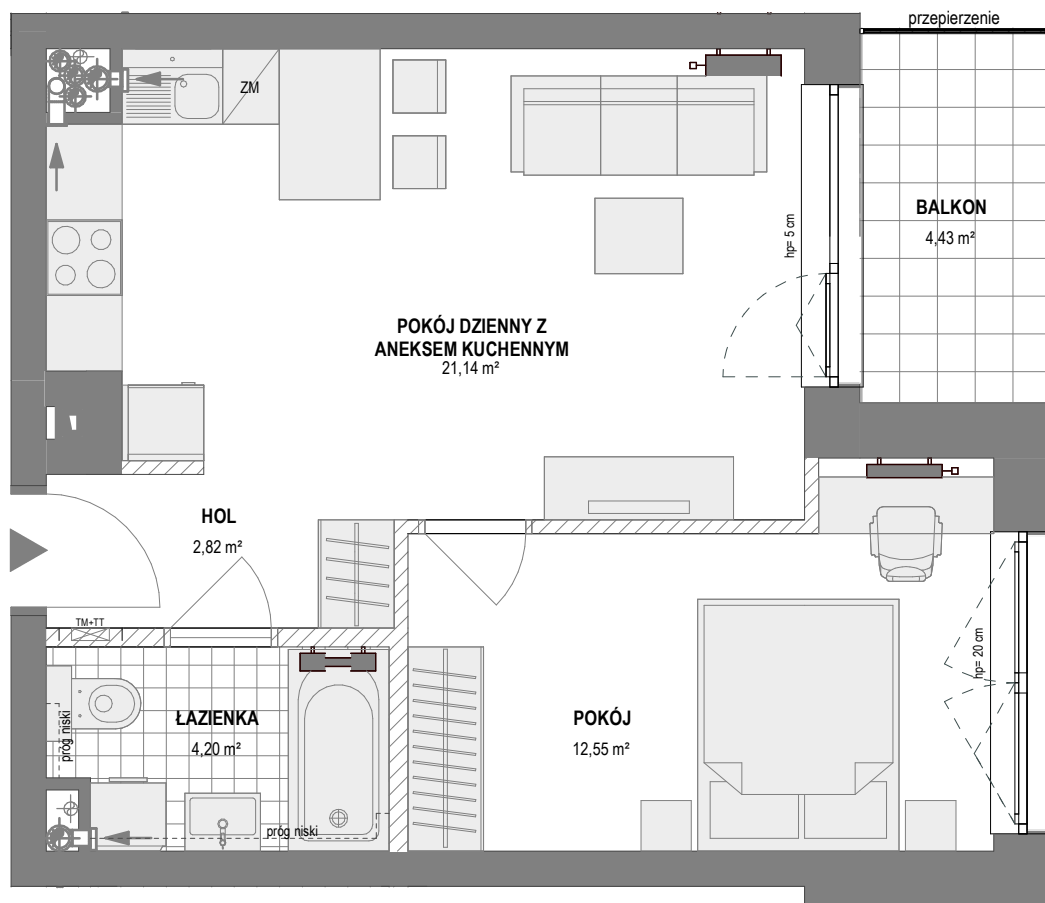 przepierzenie
ZM
BALKON
4,43 m²
hp= 5 cm
POKÓJ DZIENNY Z
ANEKSEM KUCHENNYM
21,14 m²
HOL
2,82 m²
TM+TT
hp= 20 cm
ŁAZIENKA
4,20 m²
próg niski
POKÓJ
12,55 m²
próg niski